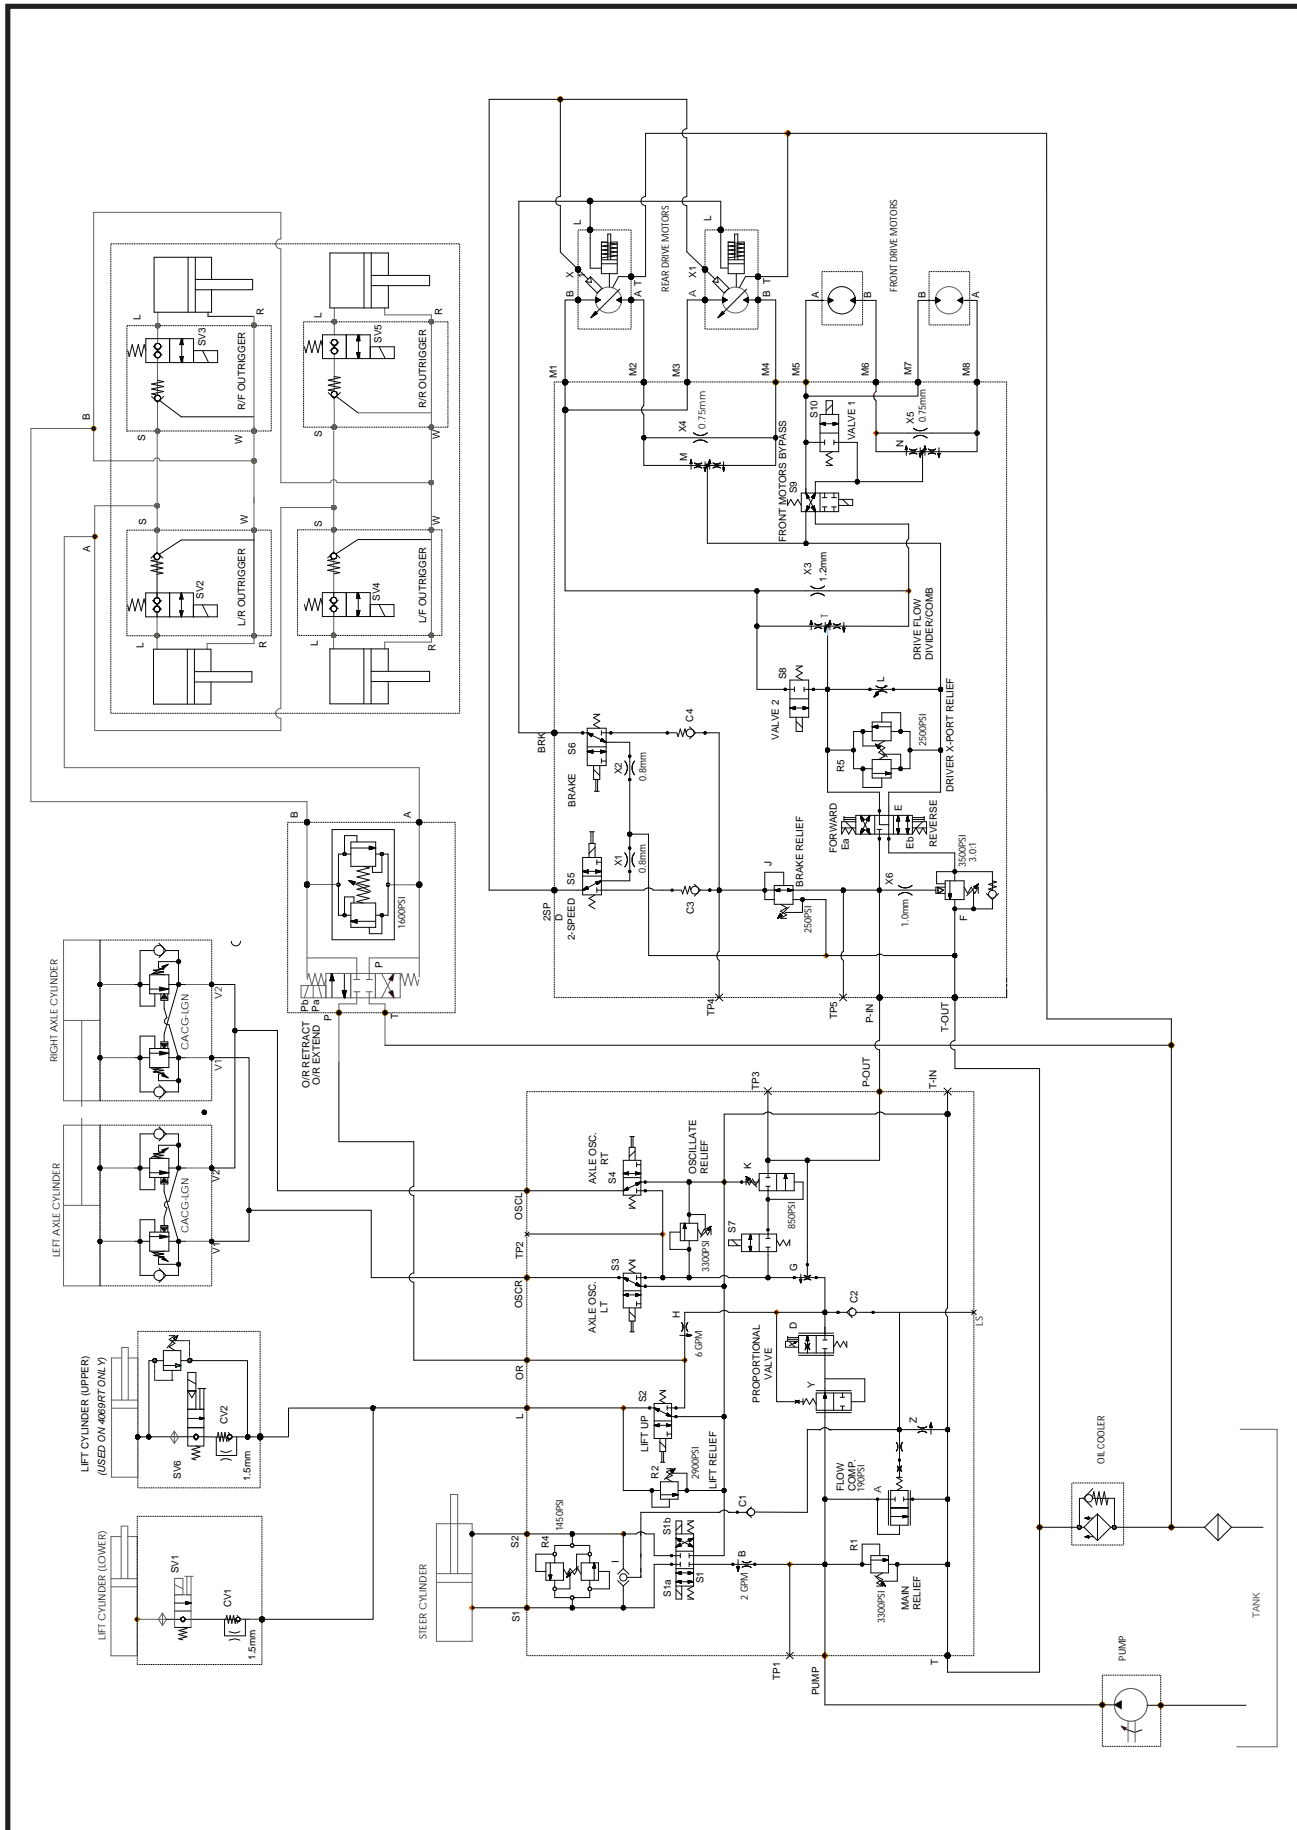 RIGHT AXLE CYLINDER
CACG-LGN
V1
V2
LEFT AXLE CYLINDER
CACG-LGN
V1
V2
LIFT CYLINDER (UPPER)
(USED ON 4069RT ONLY)
SV6
CV2
1.5mm
LIFT CYLINDER (LOWER)
SV1
CV1
1.5mm
STEER CYLINDER
A
B
L
S
SV3
R/F OUTRIGGER
W
R
L
S
SV5
R/R OUTRIGGER
W
R
L
S
SV2
L/R OUTRIGGER
W
R
L
S
SV4
L/F OUTRIGGER
W
R
B
A
1600PSI
Pb
Pa
P
P
T
O/R RETRACT
O/R EXTEND
REAR DRIVE MOTORS
L
X
B
A
T
L
X1
A
B
T
FRONT DRIVE MOTORS
A
B
B
A
M1
M2
M3
M4
M5
M6
M7
M8
X4
0.75mm
M
S10
VALVE 1
X5
0.75mm
N
FRONT MOTORS BYPASS
S9
X3
1.2mm
T
DRIVE FLOW
DIVIDER/COMB
S8
VALVE 2
L
R5
2500PSI
DRIVER X-PORT RELIEF
BRK
S6
BRAKE
X2
0.8mm
C4
2SP
D
S5
2-SPEED
X1
0.8mm
C3
J
BRAKE RELIEF
250PSI
FORWARD
Ea
E
Eb
REVERSE
X6
1.0mm
3500PSI
3.0:1
F
TP4
TP5
P-IN
T-OUT
TP3
P-OUT
T-IN
OSCL
TP2
OSCR
OR
L
S2
S1
AXLE OSC.
RT
S4
OSCILLATE
RELIEF
3300PSI
K
850PSI
S7
AXLE OSC.
LT
S3
G
H
6 GPM
C2
LS
PROPORTIONAL
VALVE
D
Y
S2
LIFT UP
LIFT RELIEF
R2
2900PSI
Z
FLOW
COMP.
190PSI
A
C1
1450PSI
R4
I
S1b
S1a
S1
B
2 GPM
R1
3300PSI
MAIN
RELIEF
TP1
PUMP
T
OIL COOLER
PUMP
TANK